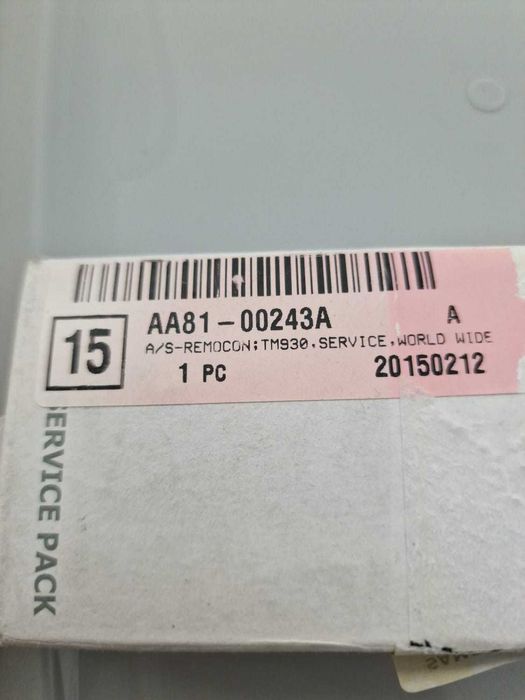 15
AA81-00243A A
A/S-REMOCON;TM930,SERVICE,WORLD WIDE
1 PC 20150212
SERVICE PACK